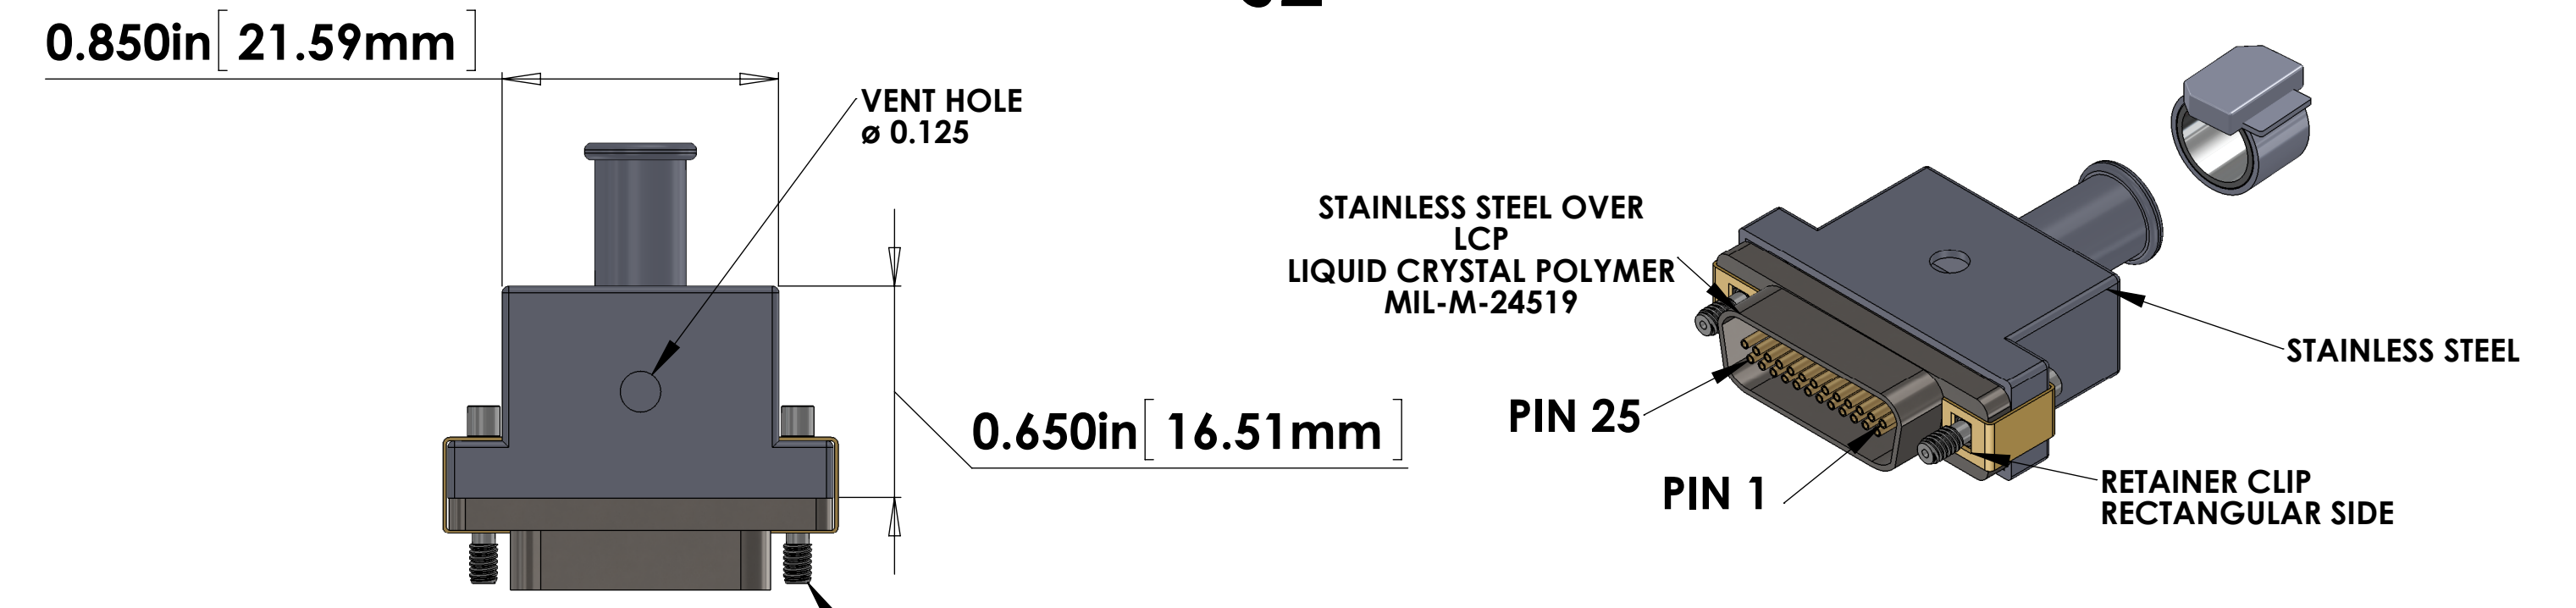 0.850in[21.59mm]
VENT HOLE
ø 0.125
0.650in[16.51mm]
STAINLESS STEEL OVER
LCP
LIQUID CRYSTAL POLYMER
MIL-M-24519
PIN 25
PIN 1
STAINLESS STEEL
RETAINER CLIP
RECTANGULAR SIDE